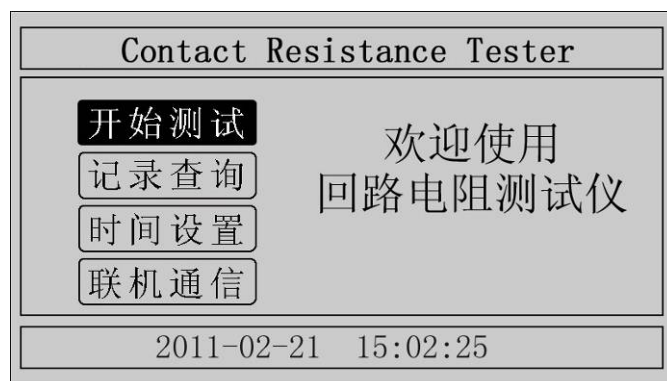 Contact Resistance Tester
开始测试
记录查询
时间设置
联机通信
欢迎使用
回路电阻测试仪
2011-02-21 15:02:25